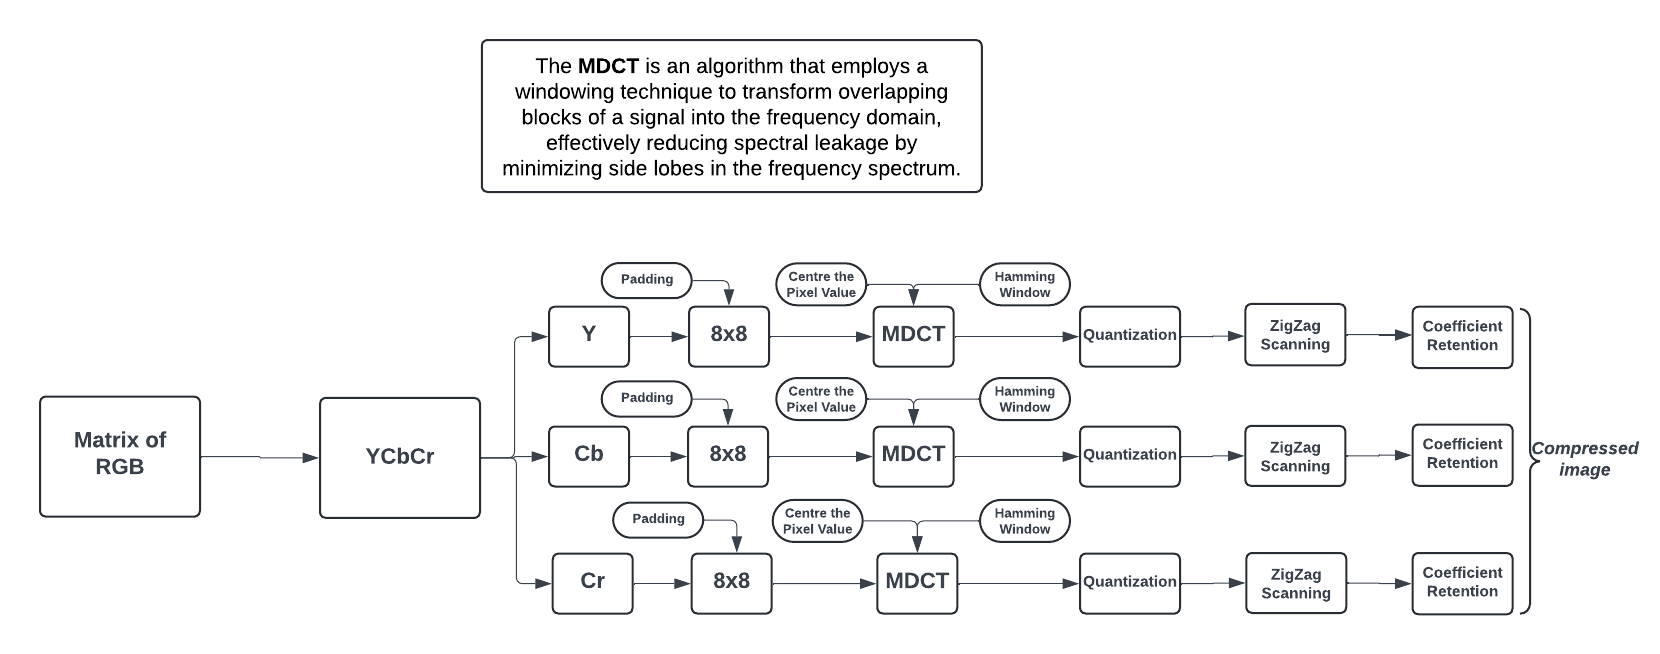 The MDCT is an algorithm that employs a
windowing technique to transform overlapping
blocks of a signal into the frequency domain,
effectively reducing spectral leakage by
minimizing side lobes in the frequency spectrum.
Matrix of
RGB
YCbCr
Padding
Centre the
Pixel Value
Hamming
Window
Y
8x8
MDCT
Quantization
ZigZag
Scanning
Coefficient
Retention
Padding
Centre the
Pixel Value
Hamming
Window
Cb
8x8
MDCT
Quantization
ZigZag
Scanning
Coefficient
Retention
Padding
Centre the
Pixel Value
Hamming
Window
Cr
8x8
MDCT
Quantization
ZigZag
Scanning
Coefficient
Retention
Compressed
image